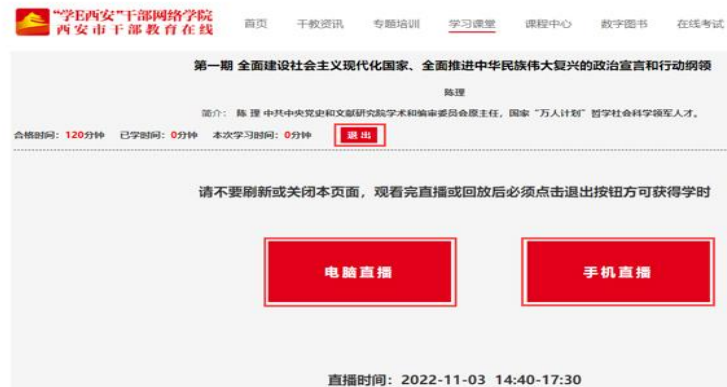 “学E西安”干部网络学院
西安市干部教育在线
首页 干教资讯 专题培训 学习课堂 课程中心 数字图书 在线考试
第一期 全面建设社会主义现代化国家、全面推进中华民族伟大复兴的政治宣言和行动纲领
陈理
简介： 陈 理 中共中央党史和文献研究院学术和编审委员会原主任，国家“万人计划”哲学社会科学领军人才。
合格时间：120分钟 已学时间：0分钟 本次学习时间：0分钟 退出
请不要刷新或关闭本页面，观看完直播或回放后必须点击退出按钮方可获得学时
电脑直播 手机直播
直播时间：2022-11-03 14:40-17:30